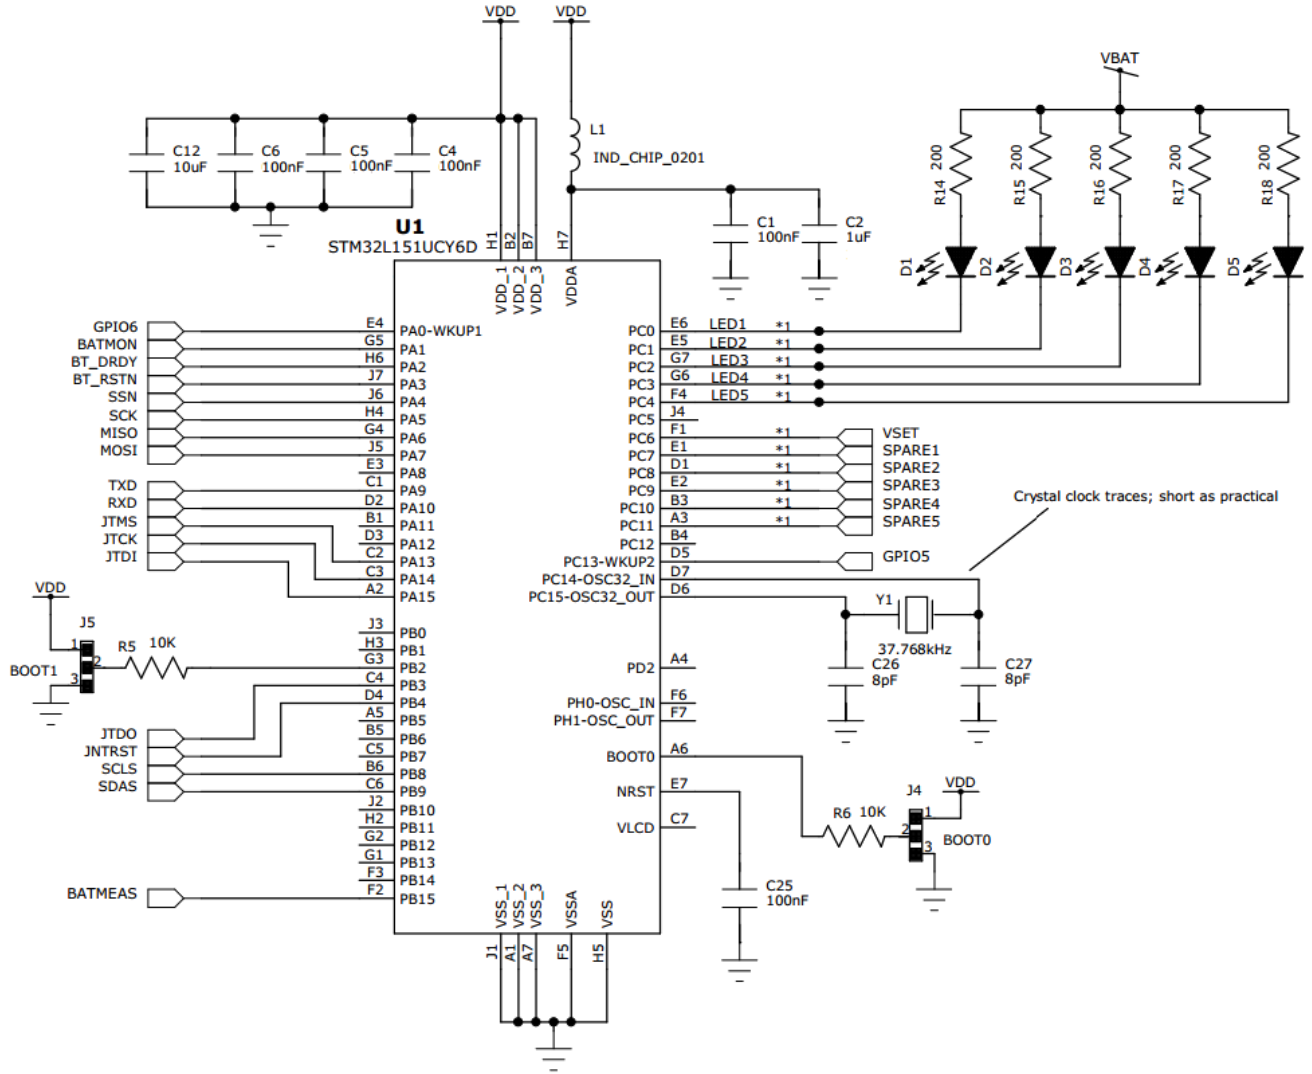 VDD
VDD
VBAT
C12
10uF
C6
100nF
C5
100nF
C4
100nF
L1
IND_CHIP_0201
200
R14
200
R15
200
R16
200
R17
200
R18
U1
STM32L151UCY6D
H1
B2
B7
H7
C1
100nF
C2
1uF
D1
D2
D3
D4
D5
VDD_1
VDD_2
VDD_3
VDDA
GPIO6 E4 PA0-WKUP1
BATMON G5 PA1
BT_DRDY H6 PA2
BT_RSTN J7 PA3
SSN J6 PA4
SCK H4 PA5
MISO G4 PA6
MOSI J5 PA7
E3 PA8
TXD C1 PA9
RXD D2 PA10
JTMS B1 PA11
JTCK D3 PA12
JTDI C2 PA13
C3 PA14
A2 PA15
PC0 E6 LED1 *1
PC1 E5 LED2 *1
PC2 G7 LED3 *1
PC3 G6 LED4 *1
PC4 F4 LED5 *1
PC5 J4
PC6 F1 *1 VSET
PC7 E1 *1 SPARE1
PC8 D1 *1 SPARE2
PC9 E2 *1 SPARE3
PC10 B3 *1 SPARE4
PC11 A3 *1 SPARE5
PC12 B4
PC13-WKUP2 D5 GPIO5
PC14-OSC32_IN D7
PC15-OSC32_OUT D6
Crystal clock traces; short as practical
Y1
37.768kHz
C26
8pF
C27
8pF
VDD
J5
1
2
3
BOOT1
R5 10K
J3 PB0
H3 PB1
G3 PB2
C4 PB3
D4 PB4
A5 PB5
JTDO B5 PB6
JNTRST C5 PB7
SCLS B6 PB8
SDAS C6 PB9
J2 PB10
H2 PB11
G2 PB12
G1 PB13
F3 PB14
BATMEAS F2 PB15
PD2 A4
PH0-OSC_IN F6
PH1-OSC_OUT F7
BOOT0 A6
NRST E7
VLCD C7
R6 10K
J4
VDD
1
2
3
BOOT0
C25
100nF
VSS_1
VSS_2
VSS_3
VSSA
VSS
J1
A1
A7
F5
H5